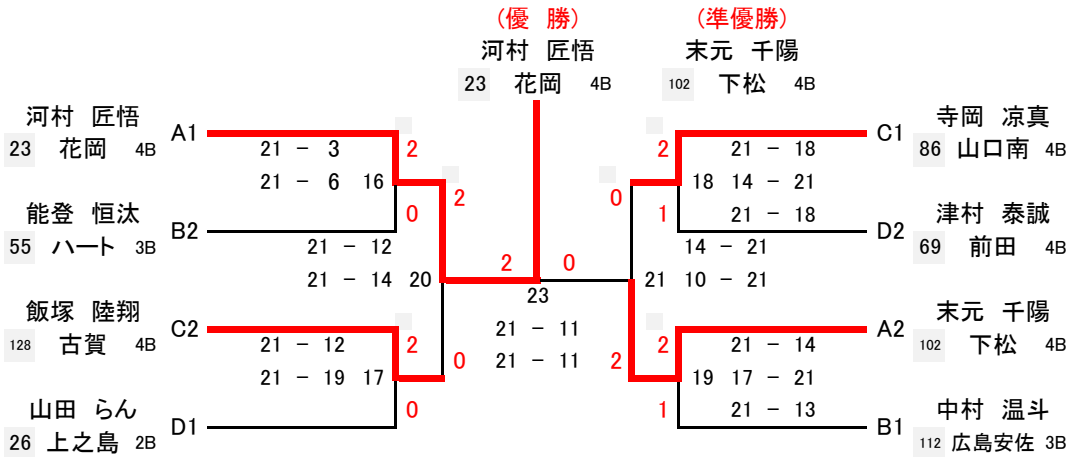 (優 勝) (準優勝)
河村 匠悟 末元 千陽
23 花岡 4B 102 下松 4B
河村 匠悟 A1 C1 寺岡 凉真
23 花岡 4B 21 − 3 2 2 21 − 18 86 山口南 4B
21 − 6 16 2 0 18 14 − 21
能登 恒汰 B2 0 1 21 − 18 D2 津村 泰誠
55 ハート 3B 21 − 12 14 − 21 69 前田 4B
21 − 14 20 2 0 21 10 − 21
飯塚 陸翔 C2 23 A2 末元 千陽
128 古賀 4B 21 − 12 2 21 − 11 2 21 − 14 102 下松 4B
21 − 19 17 0 21 − 11 2 19 17 − 21
山田 らん D1 0 1 21 − 13 B1 中村 温斗
26 上之島 2B 112 広島安佐 3B